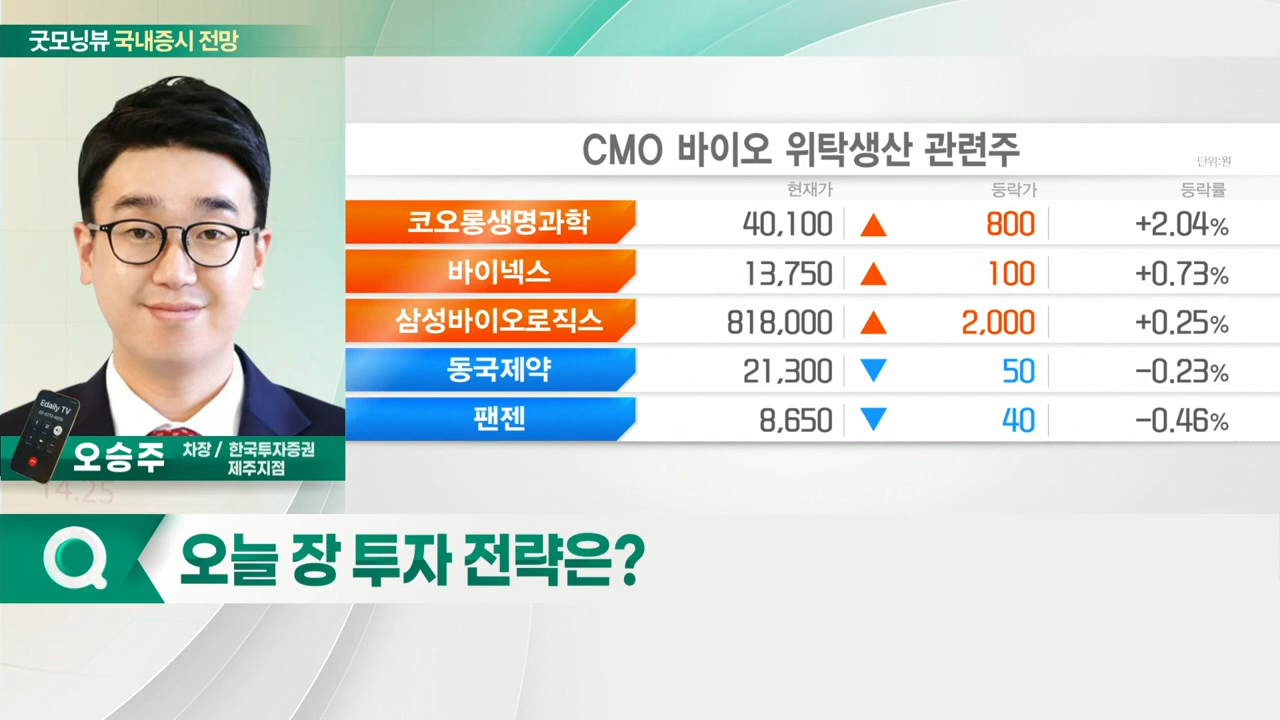 굿모닝뷰 국내증시 전망
CMO 바이오 위탁생산 관련주
단위:원
현재가 등락가 등락률
코오롱생명과학 40,100 ▲ 800 +2.04%
바이넥스 13,750 ▲ 100 +0.73%
삼성바이오로직스 818,000 ▲ 2,000 +0.25%
동국제약 21,300 ▼ 50 -0.23%
팬젠 8,650 ▼ 40 -0.46%
Edaily TV
오승주 차장 / 한국투자증권
제주지점
14.25
Q 오늘 장 투자 전략은?